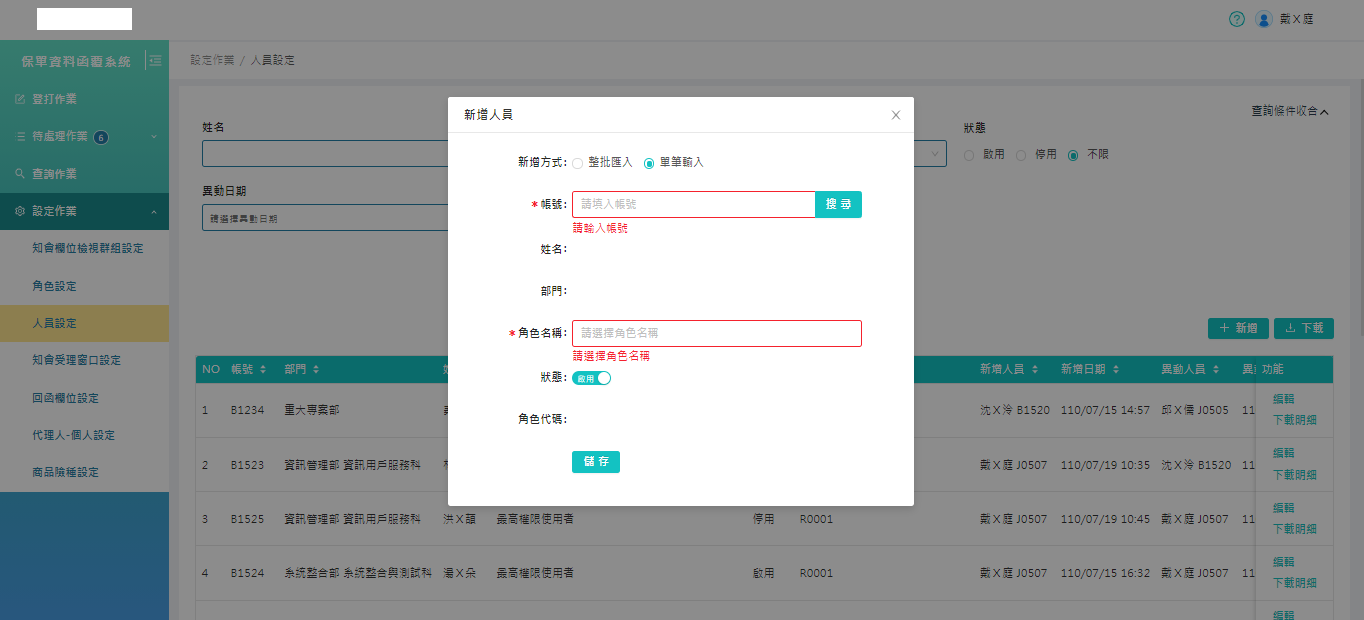 戴X庭
保單資料函覆系統
設定作業 / 人員設定
登打作業
待處理作業 6
查詢作業
設定作業
知會欄位檢視群組設定
角色設定
人員設定
知會受理窗口設定
回函欄位設定
代理人-個人設定
商品險種設定
查詢條件收合
姓名
狀態
啟用 停用 不限
異動日期
請選擇異動日期
新增人員
新增方式: 整批匯入 單筆輸入
*帳號: 請填入帳號 搜 尋
請輸入帳號
姓名:
部門:
*角色名稱: 請選擇角色名稱
請選擇角色名稱
狀態: 啟用
角色代碼:
儲 存
新增 下載
NO 帳號 部門 新增人員 新增日期 異動人員 異 功能
1 B1234 重大專案部 沈X泠 B1520 110/07/15 14:57 邱X儒 J0505 11 編輯
下載明細
2 B1523 資訊管理部 資訊用戶服務科 戴X庭 J0507 110/07/19 10:35 沈X泠 B1520 11 編輯
下載明細
3 B1525 資訊管理部 資訊用戶服務科 洪X頡 最高權限使用者 停用 R0001 戴X庭 J0507 110/07/19 10:45 戴X庭 J0507 11 編輯
下載明細
4 B1524 系統整合部 系統整合與測試科 湯X朵 最高權限使用者 啟用 R0001 戴X庭 J0507 110/07/15 16:32 戴X庭 J0507 11 編輯
下載明細
編輯